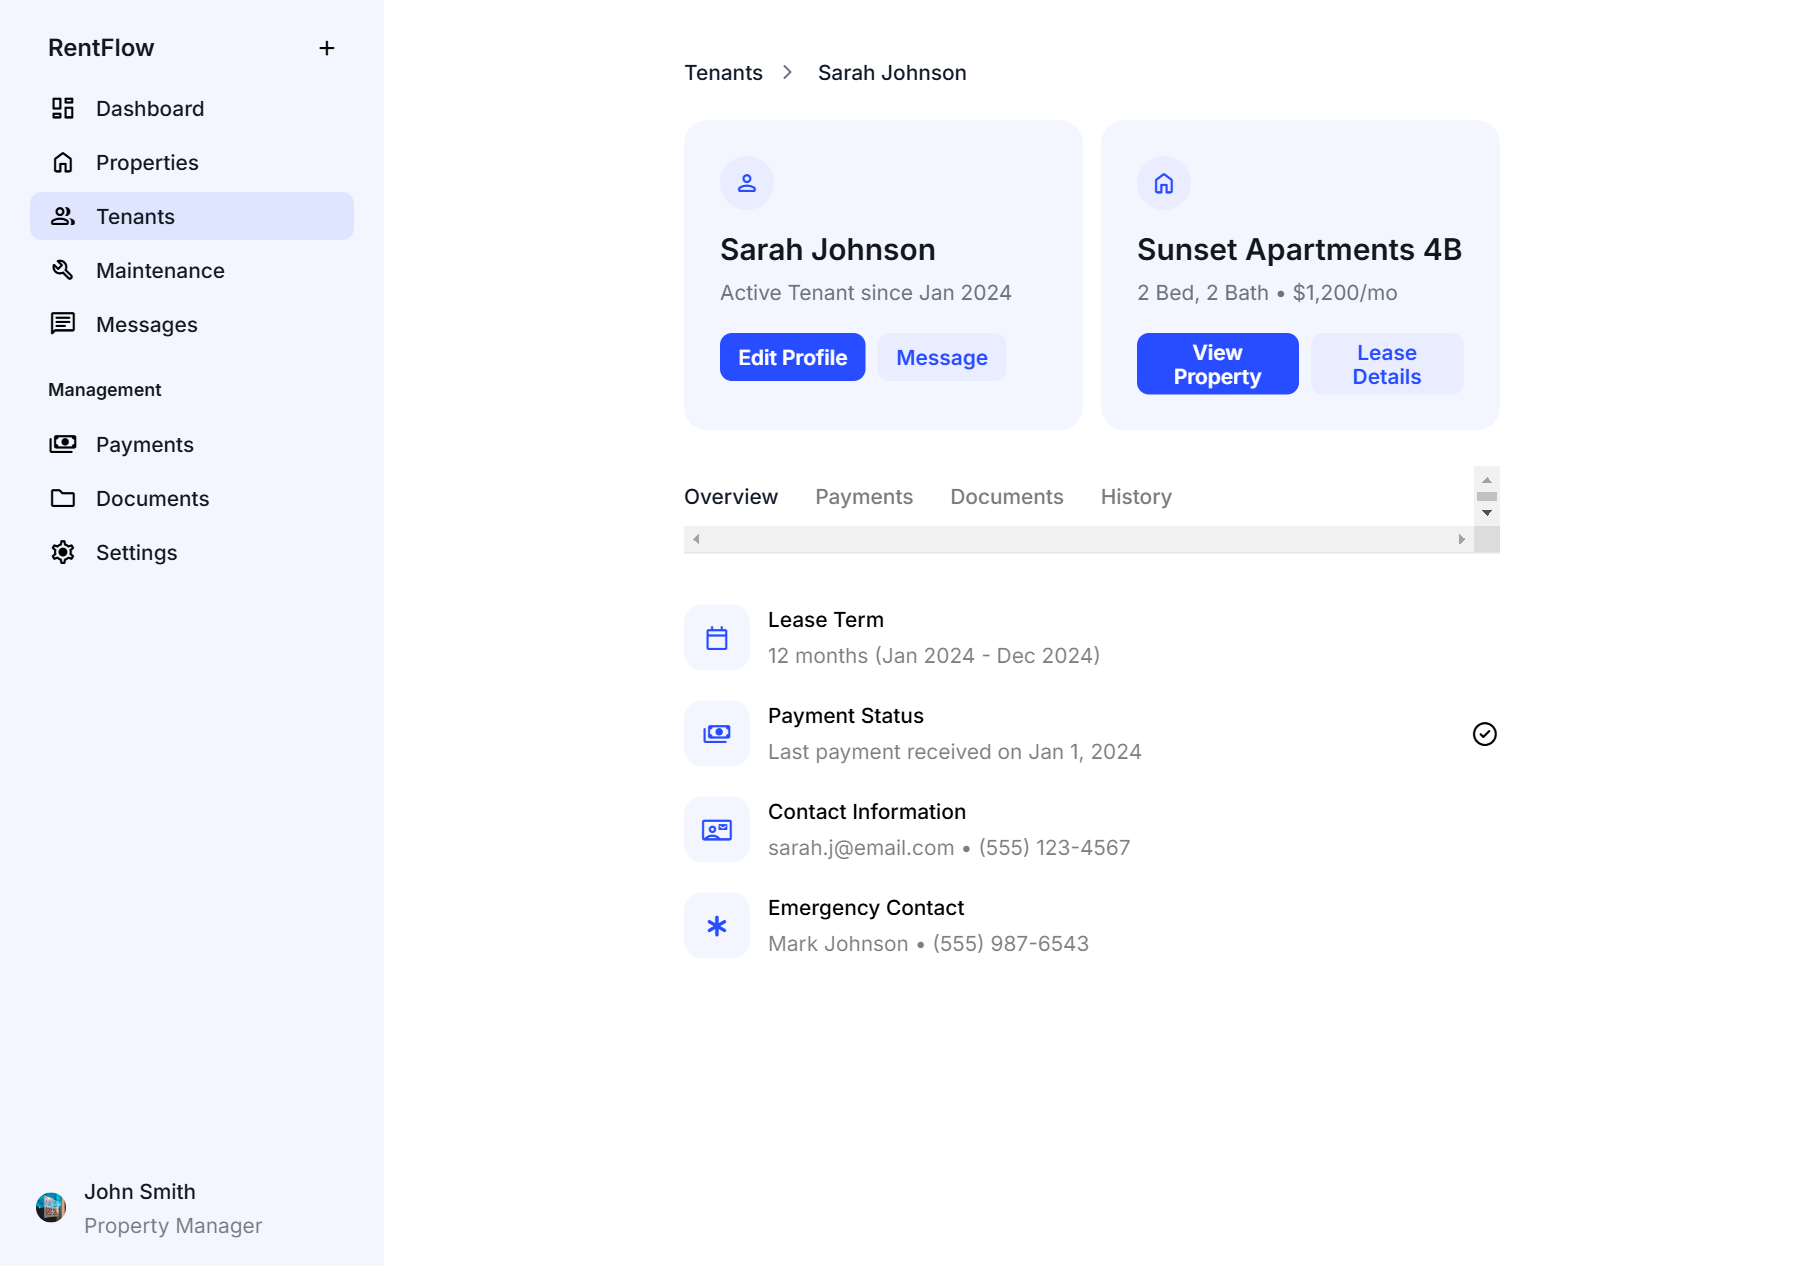 RentFlow
Dashboard
Properties
Tenants
Maintenance
Messages
Management
Payments
Documents
Settings
John Smith
Property Manager
Tenants
Sarah Johnson
Sarah Johnson
Active Tenant since Jan 2024
Edit Profile
Message
Sunset Apartments 4B
2 Bed, 2 Bath • $1,200/mo
View
Property
Lease
Details
Overview
Payments
Documents
History
Lease Term
12 months (Jan 2024 - Dec 2024)
Payment Status
Last payment received on Jan 1, 2024
Contact Information
sarah.j@email.com • (555) 123-4567
Emergency Contact
Mark Johnson • (555) 987-6543